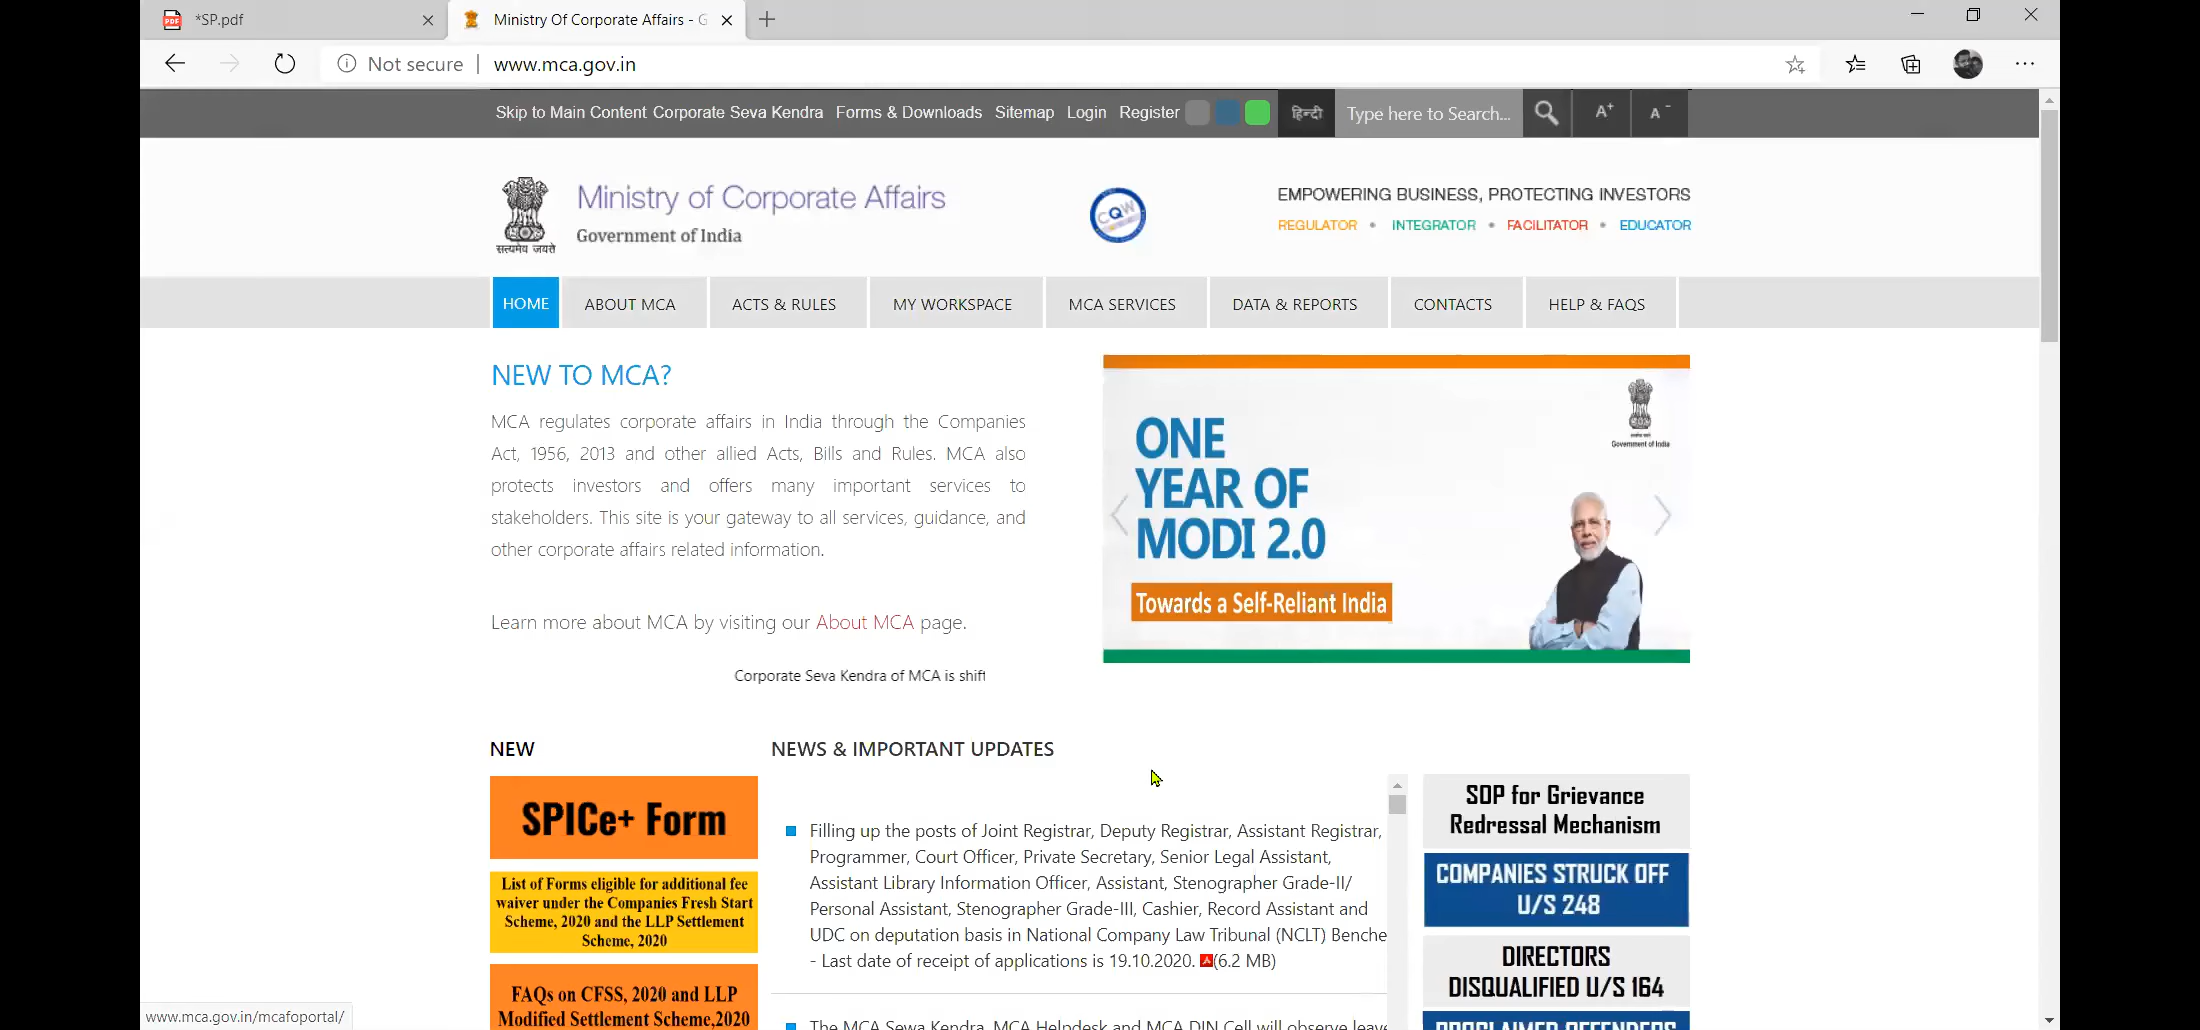 *SP.pdf
Ministry Of Corporate Affairs - G
Not secure | www.mca.gov.in
Skip to Main Content Corporate Seva Kendra Forms & Downloads Sitemap Login Register हिन्दी Type here to Search... A+ A-
Ministry of Corporate Affairs
Government of India
सत्यमेव जयते
CQW
EMPOWERING BUSINESS, PROTECTING INVESTORS
REGULATOR • INTEGRATOR • FACILITATOR • EDUCATOR
HOME ABOUT MCA ACTS & RULES MY WORKSPACE MCA SERVICES DATA & REPORTS CONTACTS HELP & FAQS
NEW TO MCA?
MCA regulates corporate affairs in India through the Companies
Act, 1956, 2013 and other allied Acts, Bills and Rules. MCA also
protects investors and offers many important services to
stakeholders. This site is your gateway to all services, guidance, and
other corporate affairs related information.
Learn more about MCA by visiting our About MCA page.
Corporate Seva Kendra of MCA is shift
Government of India
ONE
YEAR OF
MODI 2.0
Towards a Self-Reliant India
NEW
SPICe+ Form
List of Forms eligible for additional fee
waiver under the Companies Fresh Start
Scheme, 2020 and the LLP Settlement
Scheme, 2020
FAQs on CFSS, 2020 and LLP
Modified Settlement Scheme,2020
NEWS & IMPORTANT UPDATES
Filling up the posts of Joint Registrar, Deputy Registrar, Assistant Registrar,
Programmer, Court Officer, Private Secretary, Senior Legal Assistant,
Assistant Library Information Officer, Assistant, Stenographer Grade-II/
Personal Assistant, Stenographer Grade-III, Cashier, Record Assistant and
UDC on deputation basis in National Company Law Tribunal (NCLT) Benche
- Last date of receipt of applications is 19.10.2020. (6.2 MB)
The MCA Sewa Kendra, MCA Helpdesk and MCA DIN Cell will observe leave
SOP for Grievance
Redressal Mechanism
COMPANIES STRUCK OFF
U/S 248
DIRECTORS
DISQUALIFIED U/S 164
PROCLAIMED OFFENDERS
www.mca.gov.in/mcafoportal/